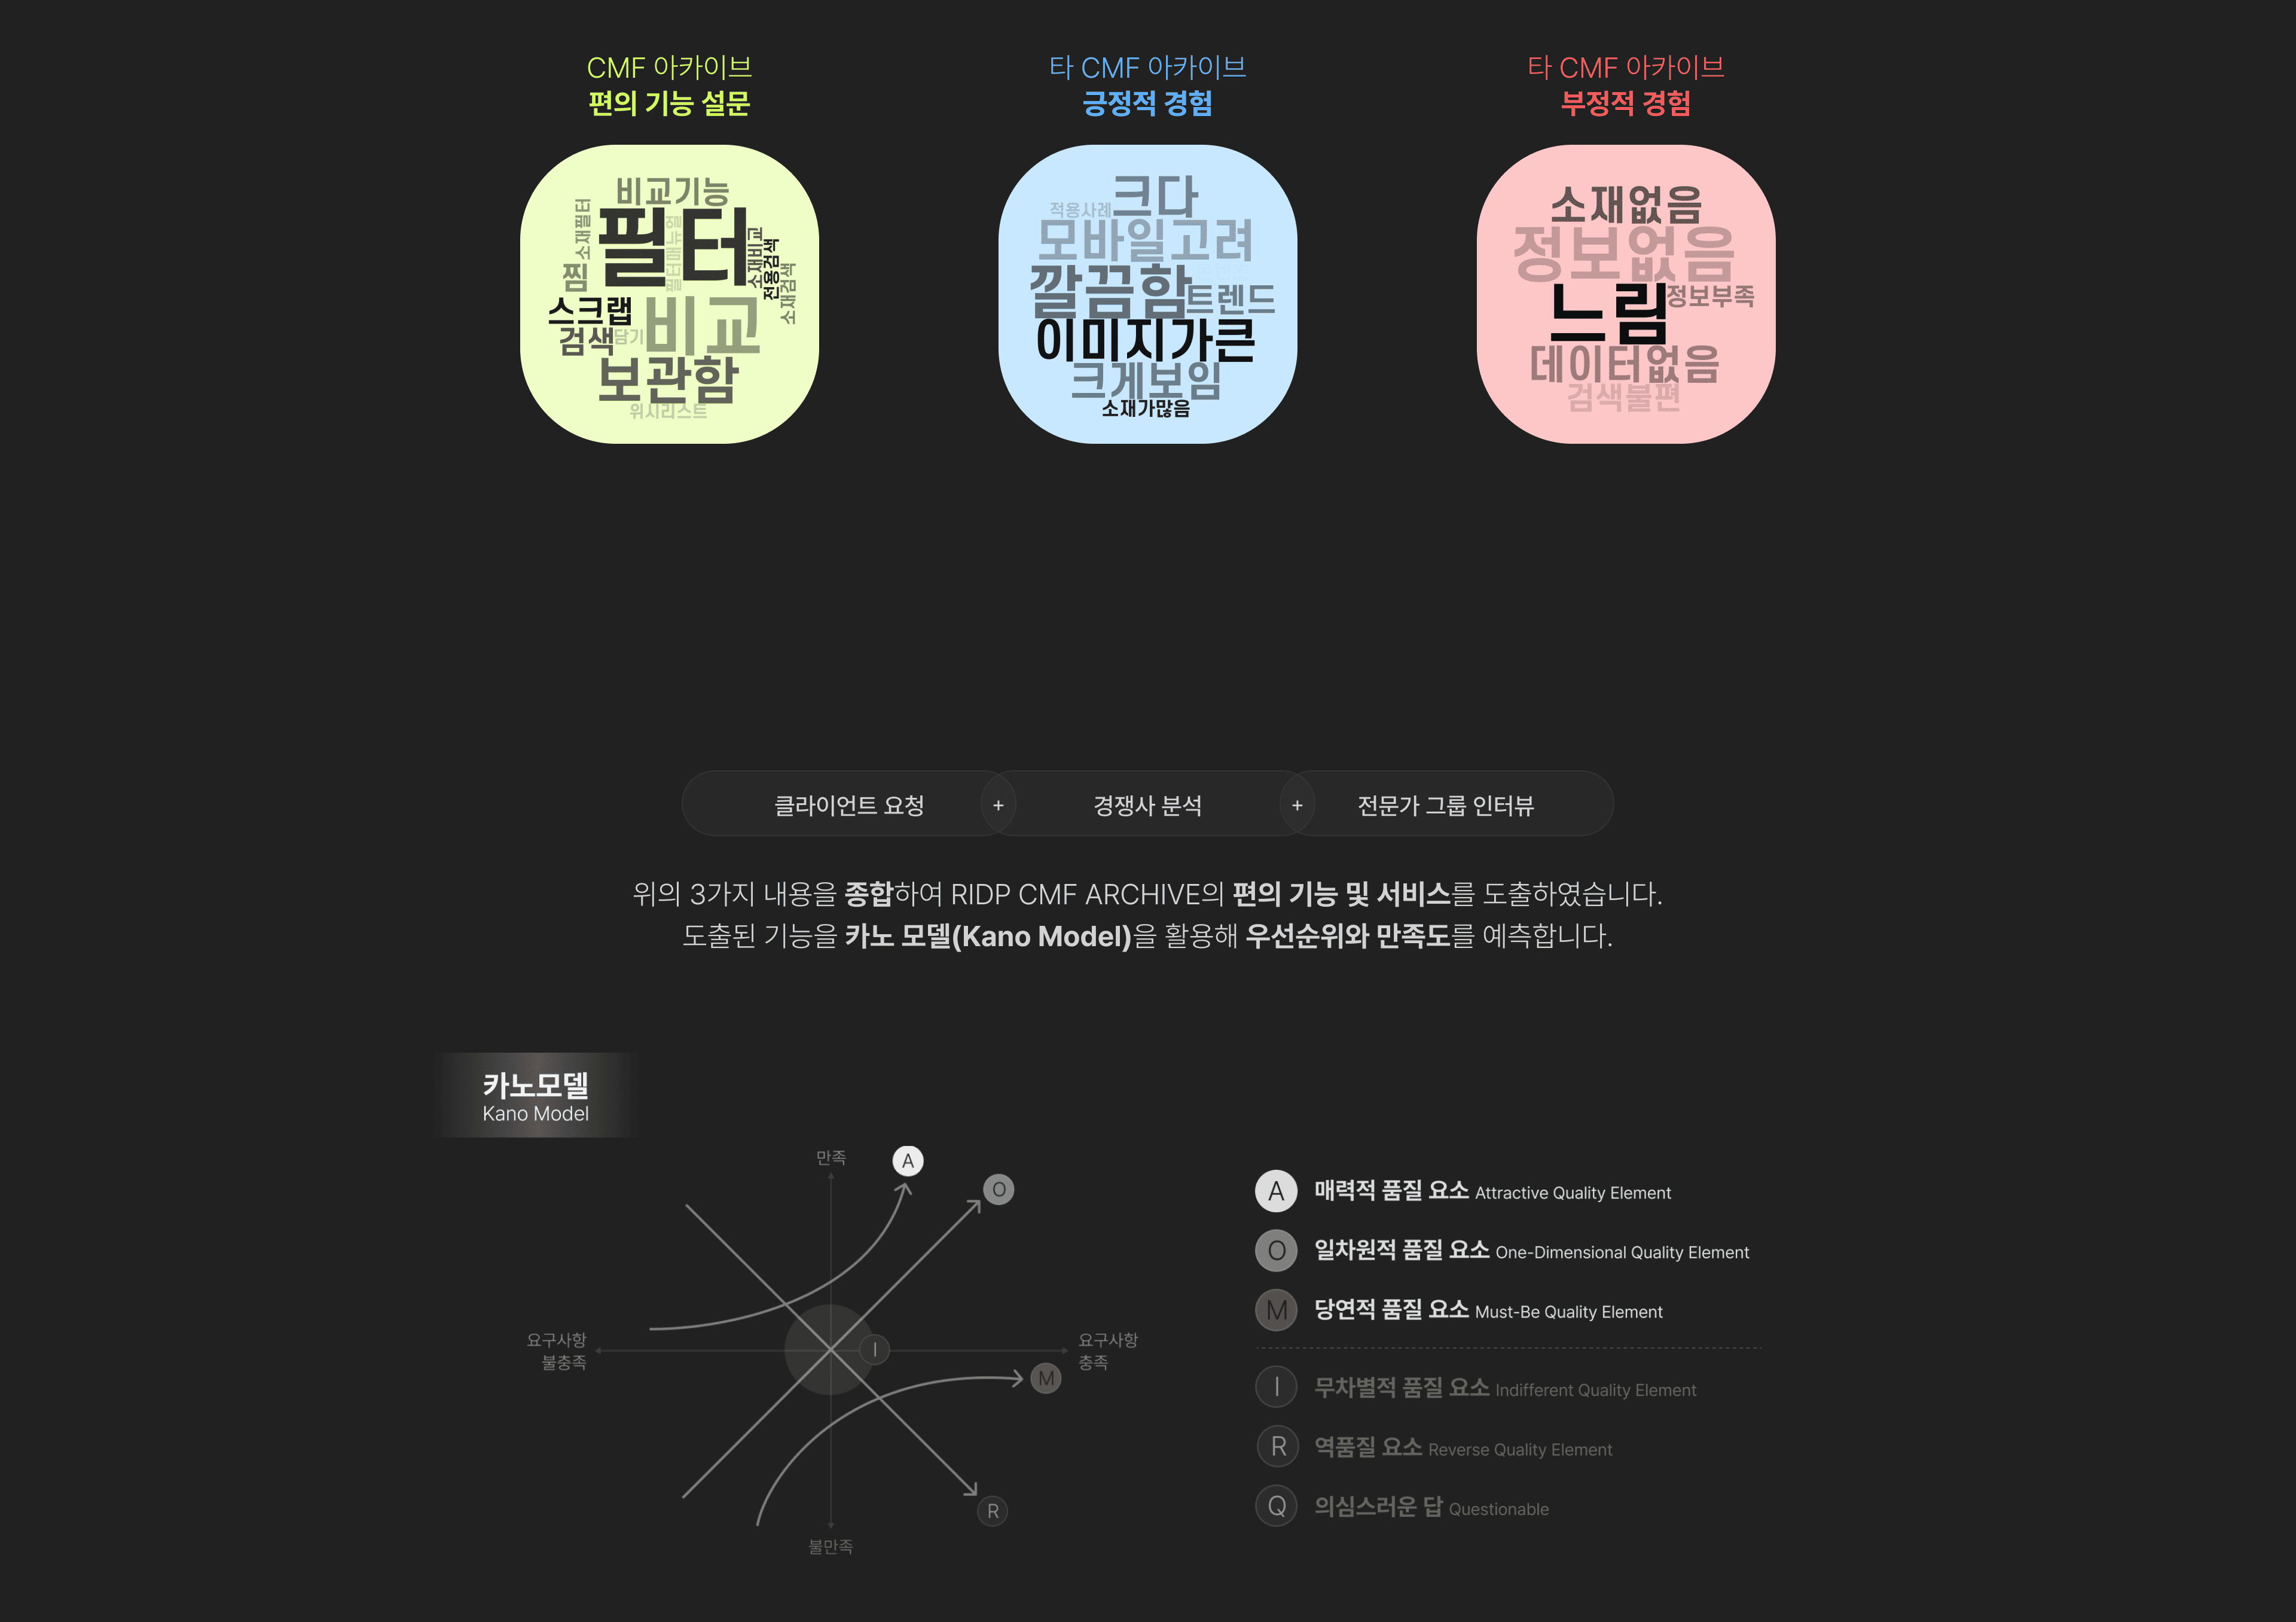 CMF 아카이브
편의 기능 설문
비교기능
소재필터
필터
필터매뉴얼
소재비교
전용검색
소재검색
찜
스크랩
비교
검색
담기
보관함
위시리스트
타 CMF 아카이브
긍정적 경험
크다
적용사례
모바일고려
깔끔함
트렌드
이미지가큰
크게보임
소재가많음
타 CMF 아카이브
부정적 경험
소재없음
정보없음
느림
정보부족
데이터없음
검색불편
클라이언트 요청 + 경쟁사 분석 + 전문가 그룹 인터뷰
위의 3가지 내용을 종합하여 RIDP CMF ARCHIVE의 편의 기능 및 서비스를 도출하였습니다.
도출된 기능을 카노 모델(Kano Model)을 활용해 우선순위와 만족도를 예측합니다.
카노모델
Kano Model
만족
A
O
요구사항
불충족
I
요구사항
충족
M
R
불만족
A 매력적 품질 요소 Attractive Quality Element
O 일차원적 품질 요소 One-Dimensional Quality Element
M 당연적 품질 요소 Must-Be Quality Element
I 무차별적 품질 요소 Indifferent Quality Element
R 역품질 요소 Reverse Quality Element
Q 의심스러운 답 Questionable